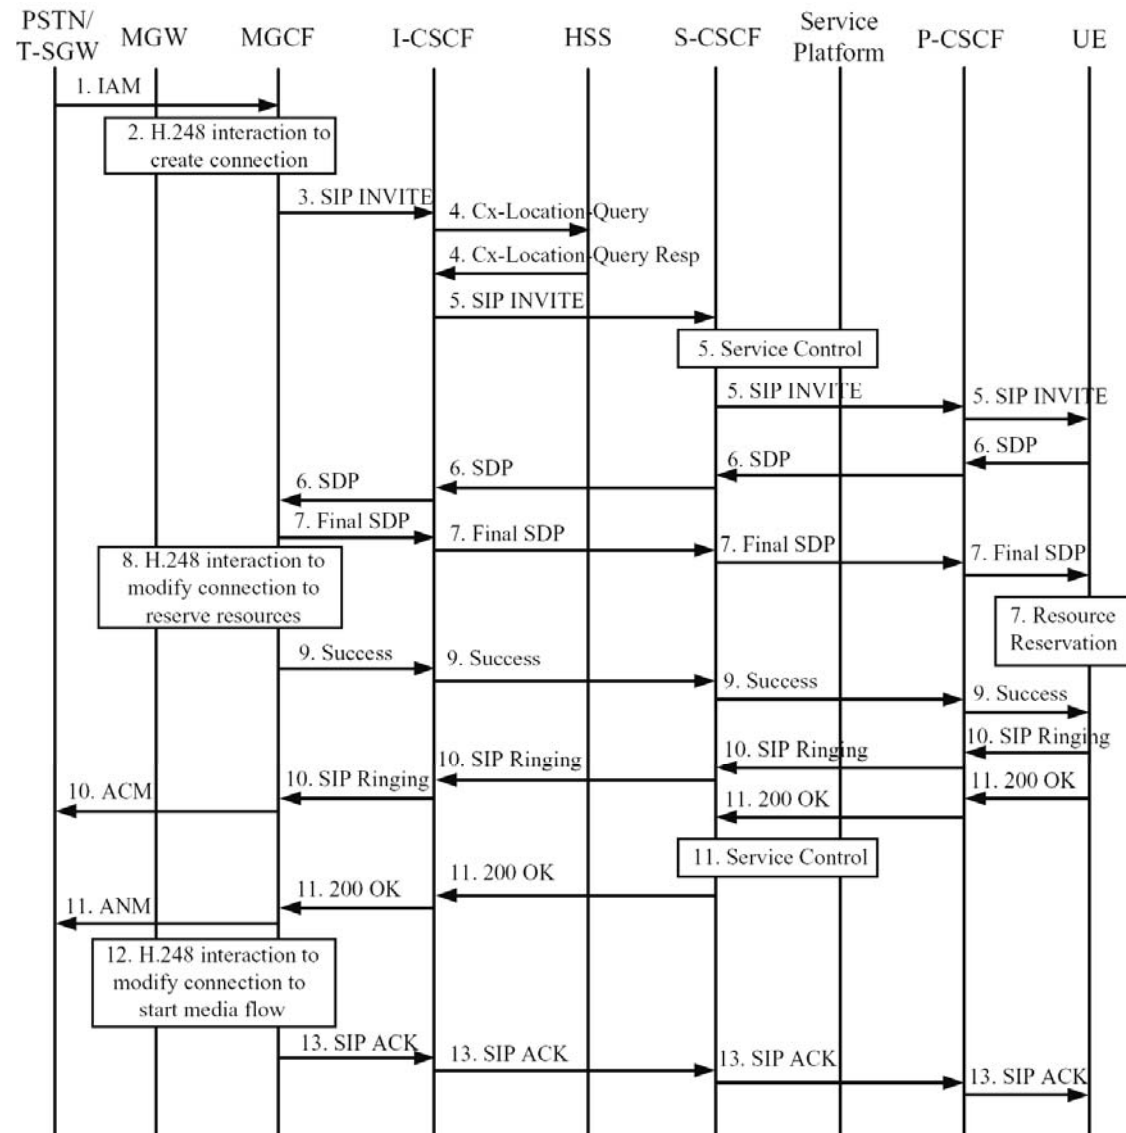 PSTN/
T-SGW
MGW
MGCF
I-CSCF
HSS
S-CSCF
Service
Platform
P-CSCF
UE
1. IAM
2. H.248 interaction to
create connection
3. SIP INVITE
4. Cx-Location-Query
4. Cx-Location-Query Resp
5. SIP INVITE
5. Service Control
5. SIP INVITE
5. SIP INVITE
6. SDP
6. SDP
6. SDP
6. SDP
7. Final SDP
7. Final SDP
7. Final SDP
7. Final SDP
8. H.248 interaction to
modify connection to
reserve resources
7. Resource
Reservation
9. Success
9. Success
9. Success
9. Success
10. SIP Ringing
10. SIP Ringing
10. SIP Ringing
10. SIP Ringing
10. ACM
11. 200 OK
11. 200 OK
11. Service Control
11. 200 OK
11. 200 OK
11. ANM
12. H.248 interaction to
modify connection to
start media flow
13. SIP ACK
13. SIP ACK
13. SIP ACK
13. SIP ACK